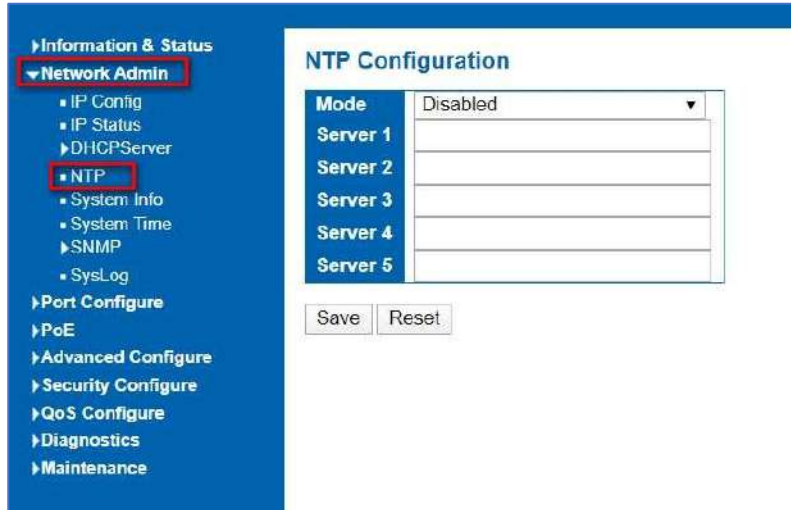 Information & Status
Network Admin
IP Config
IP Status
DHCPServer
NTP
System Info
System Time
SNMP
SysLog
Port Configure
PoE
Advanced Configure
Security Configure
QoS Configure
Diagnostics
Maintenance
NTP Configuration
Mode Disabled
Server 1
Server 2
Server 3
Server 4
Server 5
Save Reset